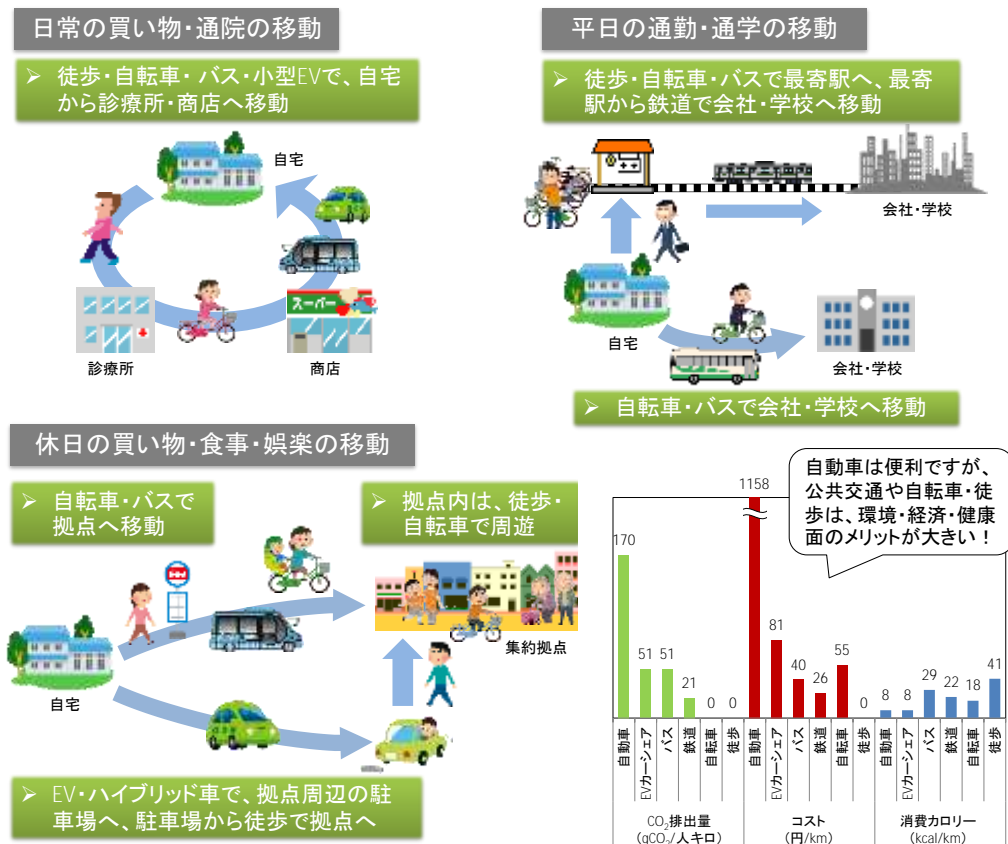 日常の買い物・通院の移動
➢ 徒歩・自転車・バス・小型EVで、自宅
から診療所・商店へ移動
自宅
スーパー
診療所
商店
平日の通勤・通学の移動
➢ 徒歩・自転車・バスで最寄駅へ、最寄
駅から鉄道で会社・学校へ移動
会社・学校
自宅
会社・学校
➢ 自転車・バスで会社・学校へ移動
休日の買い物・食事・娯楽の移動
➢ 自転車・バスで
拠点へ移動
➢ 拠点内は、徒歩・
自転車で周遊
自宅
集約拠点
➢ EV・ハイブリッド車で、拠点周辺の駐
車場へ、駐車場から徒歩で拠点へ
自動車は便利ですが、
公共交通や自転車・徒
歩は、環境・経済・健康
面のメリットが大きい！
170
51
51
21
0
0
1158
81
40
26
55
0
8
8
29
22
18
41
自動車
EVカーシェア
バス
鉄道
自転車
徒歩
自動車
EVカーシェア
バス
鉄道
自転車
徒歩
自動車
EVカーシェア
バス
鉄道
自転車
徒歩
CO₂排出量
(gCO₂/人キロ)
コスト
(円/km)
消費カロリー
(kcal/km)